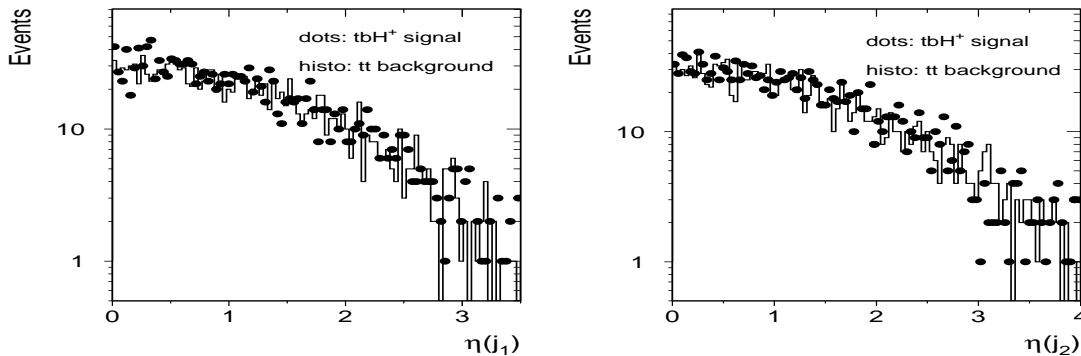 Events
dots: tbH⁺ signal
histo: tt background
10
1
0
1
2
3
η(j₁)
Events
dots: tbH⁺ signal
histo: tt background
10
1
0
1
2
3
4
η(j₂)